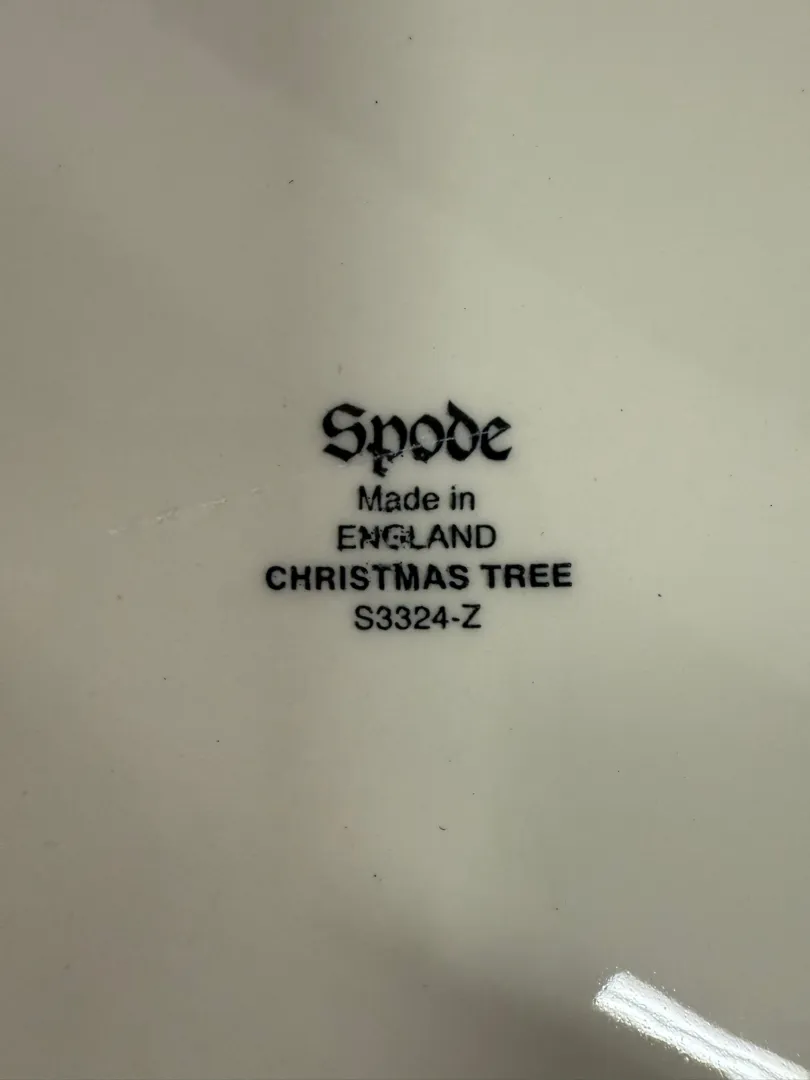 Spode
Made in
ENGLAND
CHRISTMAS TREE
S3324-Z